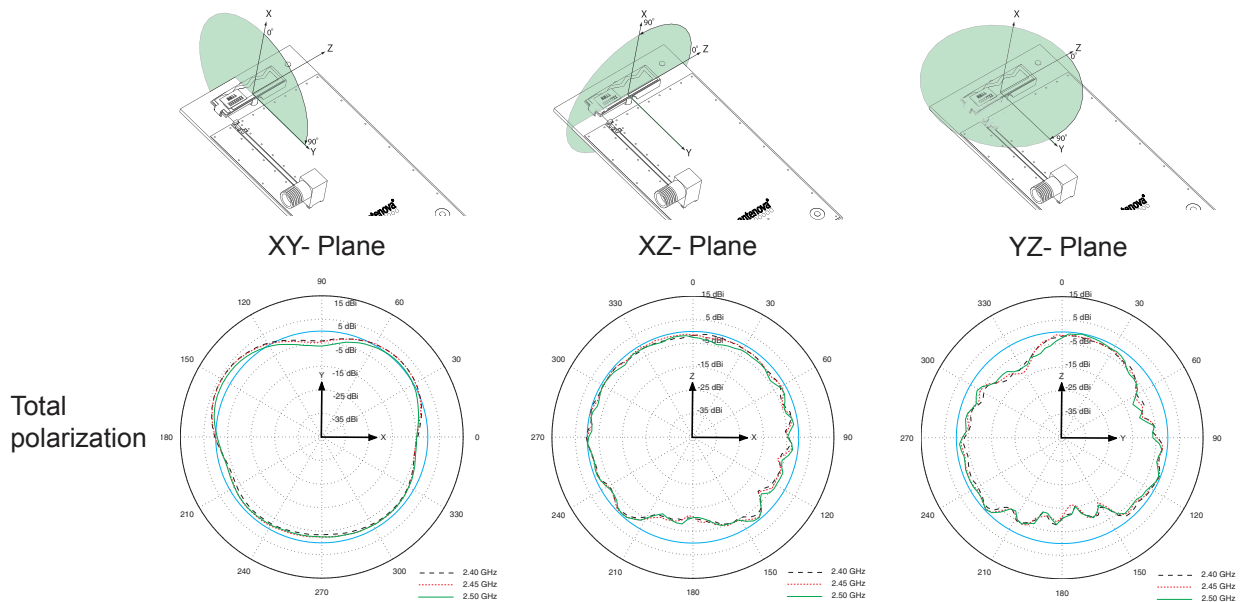 X
0°
Z
90°
Y
antenova
X
90°
Z
0°
Y
antenova
X
Z
0°
90°
Y
antenova
XY- Plane
XZ- Plane
YZ- Plane
Total
polarization
90
120
60
15 dBi
5 dBi
150
30
-5 dBi
-15 dBi
Y
-25 dBi
-35 dBi
X
180
0
210
330
240
300
270
2.40 GHz
2.45 GHz
2.50 GHz
0
330
30
15 dBi
5 dBi
300
60
-5 dBi
-15 dBi
Z
-25 dBi
-35 dBi
X
270
90
240
120
150
180
2.40 GHz
2.45 GHz
2.50 GHz
0
330
30
15 dBi
5 dBi
300
60
-5 dBi
-15 dBi
Z
-25 dBi
-35 dBi
Y
270
90
240
120
210
150
180
2.40 GHz
2.45 GHz
2.50 GHz